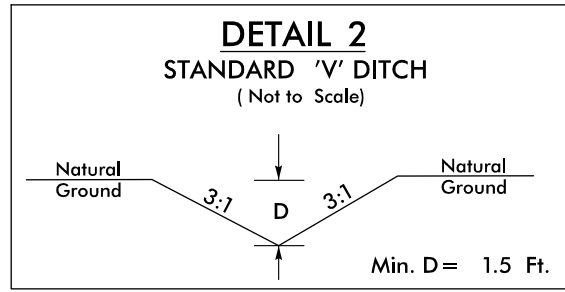 DETAIL 2
STANDARD 'V' DITCH
( Not to Scale)
Natural
Ground
3:1
D
3:1
Natural
Ground
Min. D = 1.5 Ft.